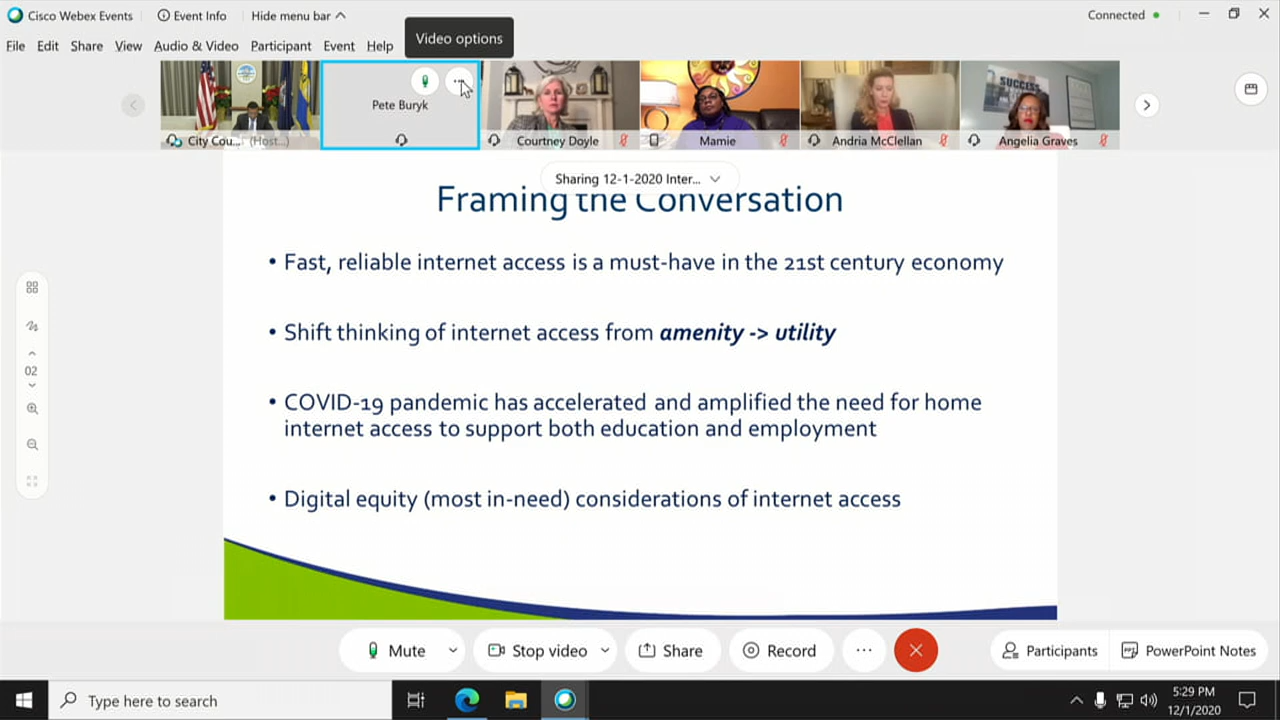 Cisco Webex Events
Event Info
Hide menu bar
Connected
File Edit Share View Audio & Video Participant Event Help
Video options
Pete Buryk
SUCCESS
City Cou... (Host...)
Courtney Doyle
Mamie
Andria McClellan
Angelia Graves
Sharing 12-1-2020 Inter...
Framing the Conversation
• Fast, reliable internet access is a must-have in the 21st century economy
• Shift thinking of internet access from amenity -> utility
• COVID-19 pandemic has accelerated and amplified the need for home
internet access to support both education and employment
• Digital equity (most in-need) considerations of internet access
02
Mute
Stop video
Share
Record
Participants
PowerPoint Notes
Type here to search
5:29 PM
12/1/2020